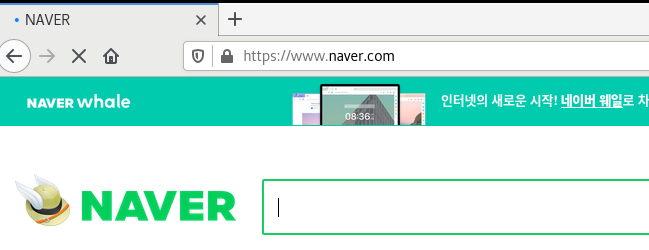 NAVER
https://www.naver.com
NAVER whale
08:36
인터넷의 새로운 시작! 네이버 웨일로 차
NAVER